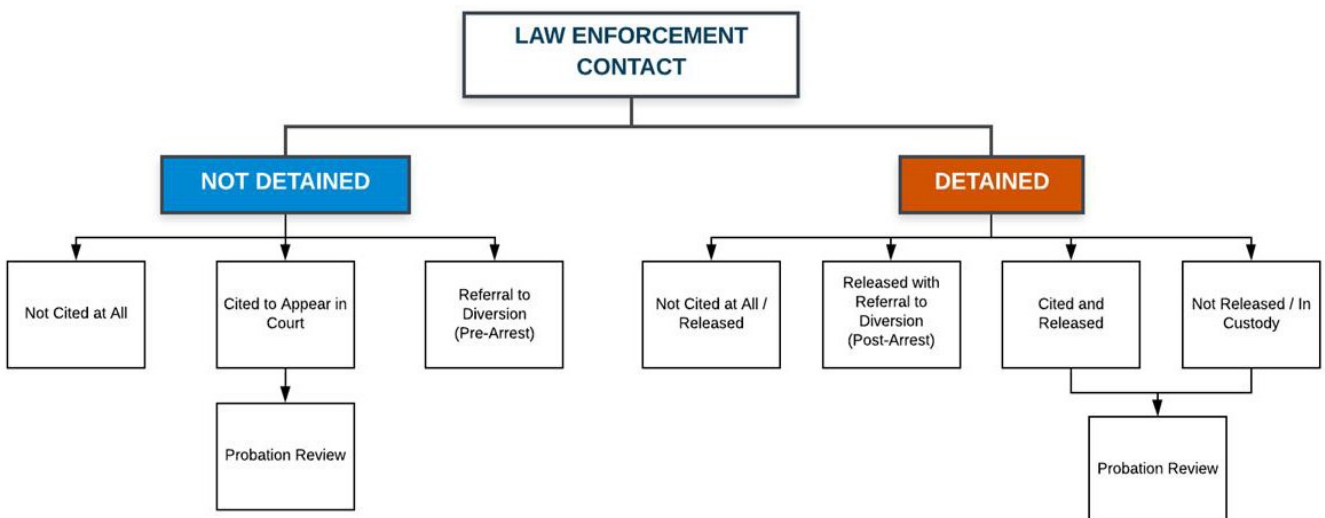 LAW ENFORCEMENT
CONTACT
NOT DETAINED
DETAINED
Not Cited at All
Cited to Appear in
Court
Referral to
Diversion
(Pre-Arrest)
Not Cited at All /
Released
Released with
Referral to
Diversion
(Post-Arrest)
Cited and
Released
Not Released / In
Custody
Probation Review
Probation Review